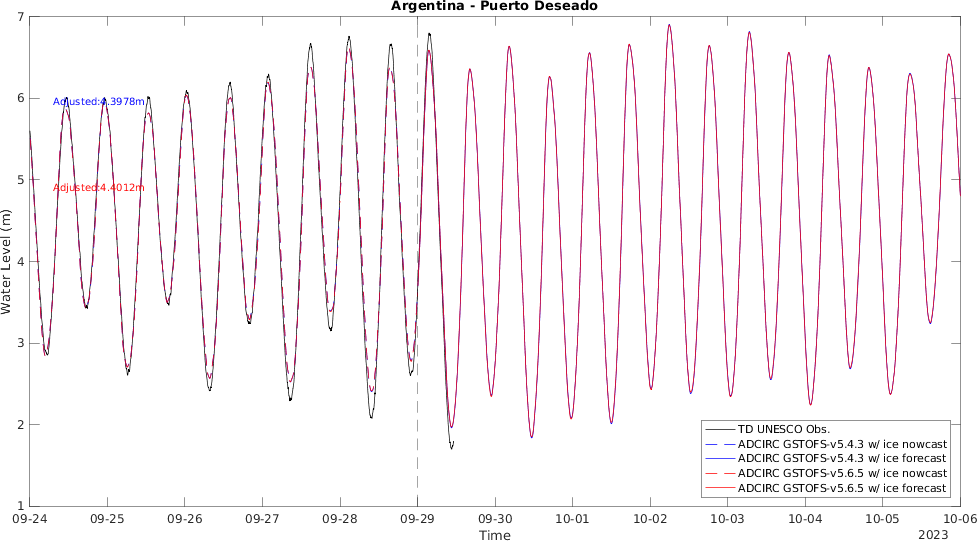 Argentina - Puerto Deseado
Water Level (m)
7
6
5
4
3
2
1
Adjusted:4.3978m
Adjusted:4.4012m
TD UNESCO Obs.
ADCIRC GSTOFS-v5.4.3 w/ ice nowcast
ADCIRC GSTOFS-v5.4.3 w/ ice forecast
ADCIRC GSTOFS-v5.6.5 w/ ice nowcast
ADCIRC GSTOFS-v5.6.5 w/ ice forecast
09-24 09-25 09-26 09-27 09-28 09-29 09-30 10-01 10-02 10-03 10-04 10-05 10-06
Time
2023